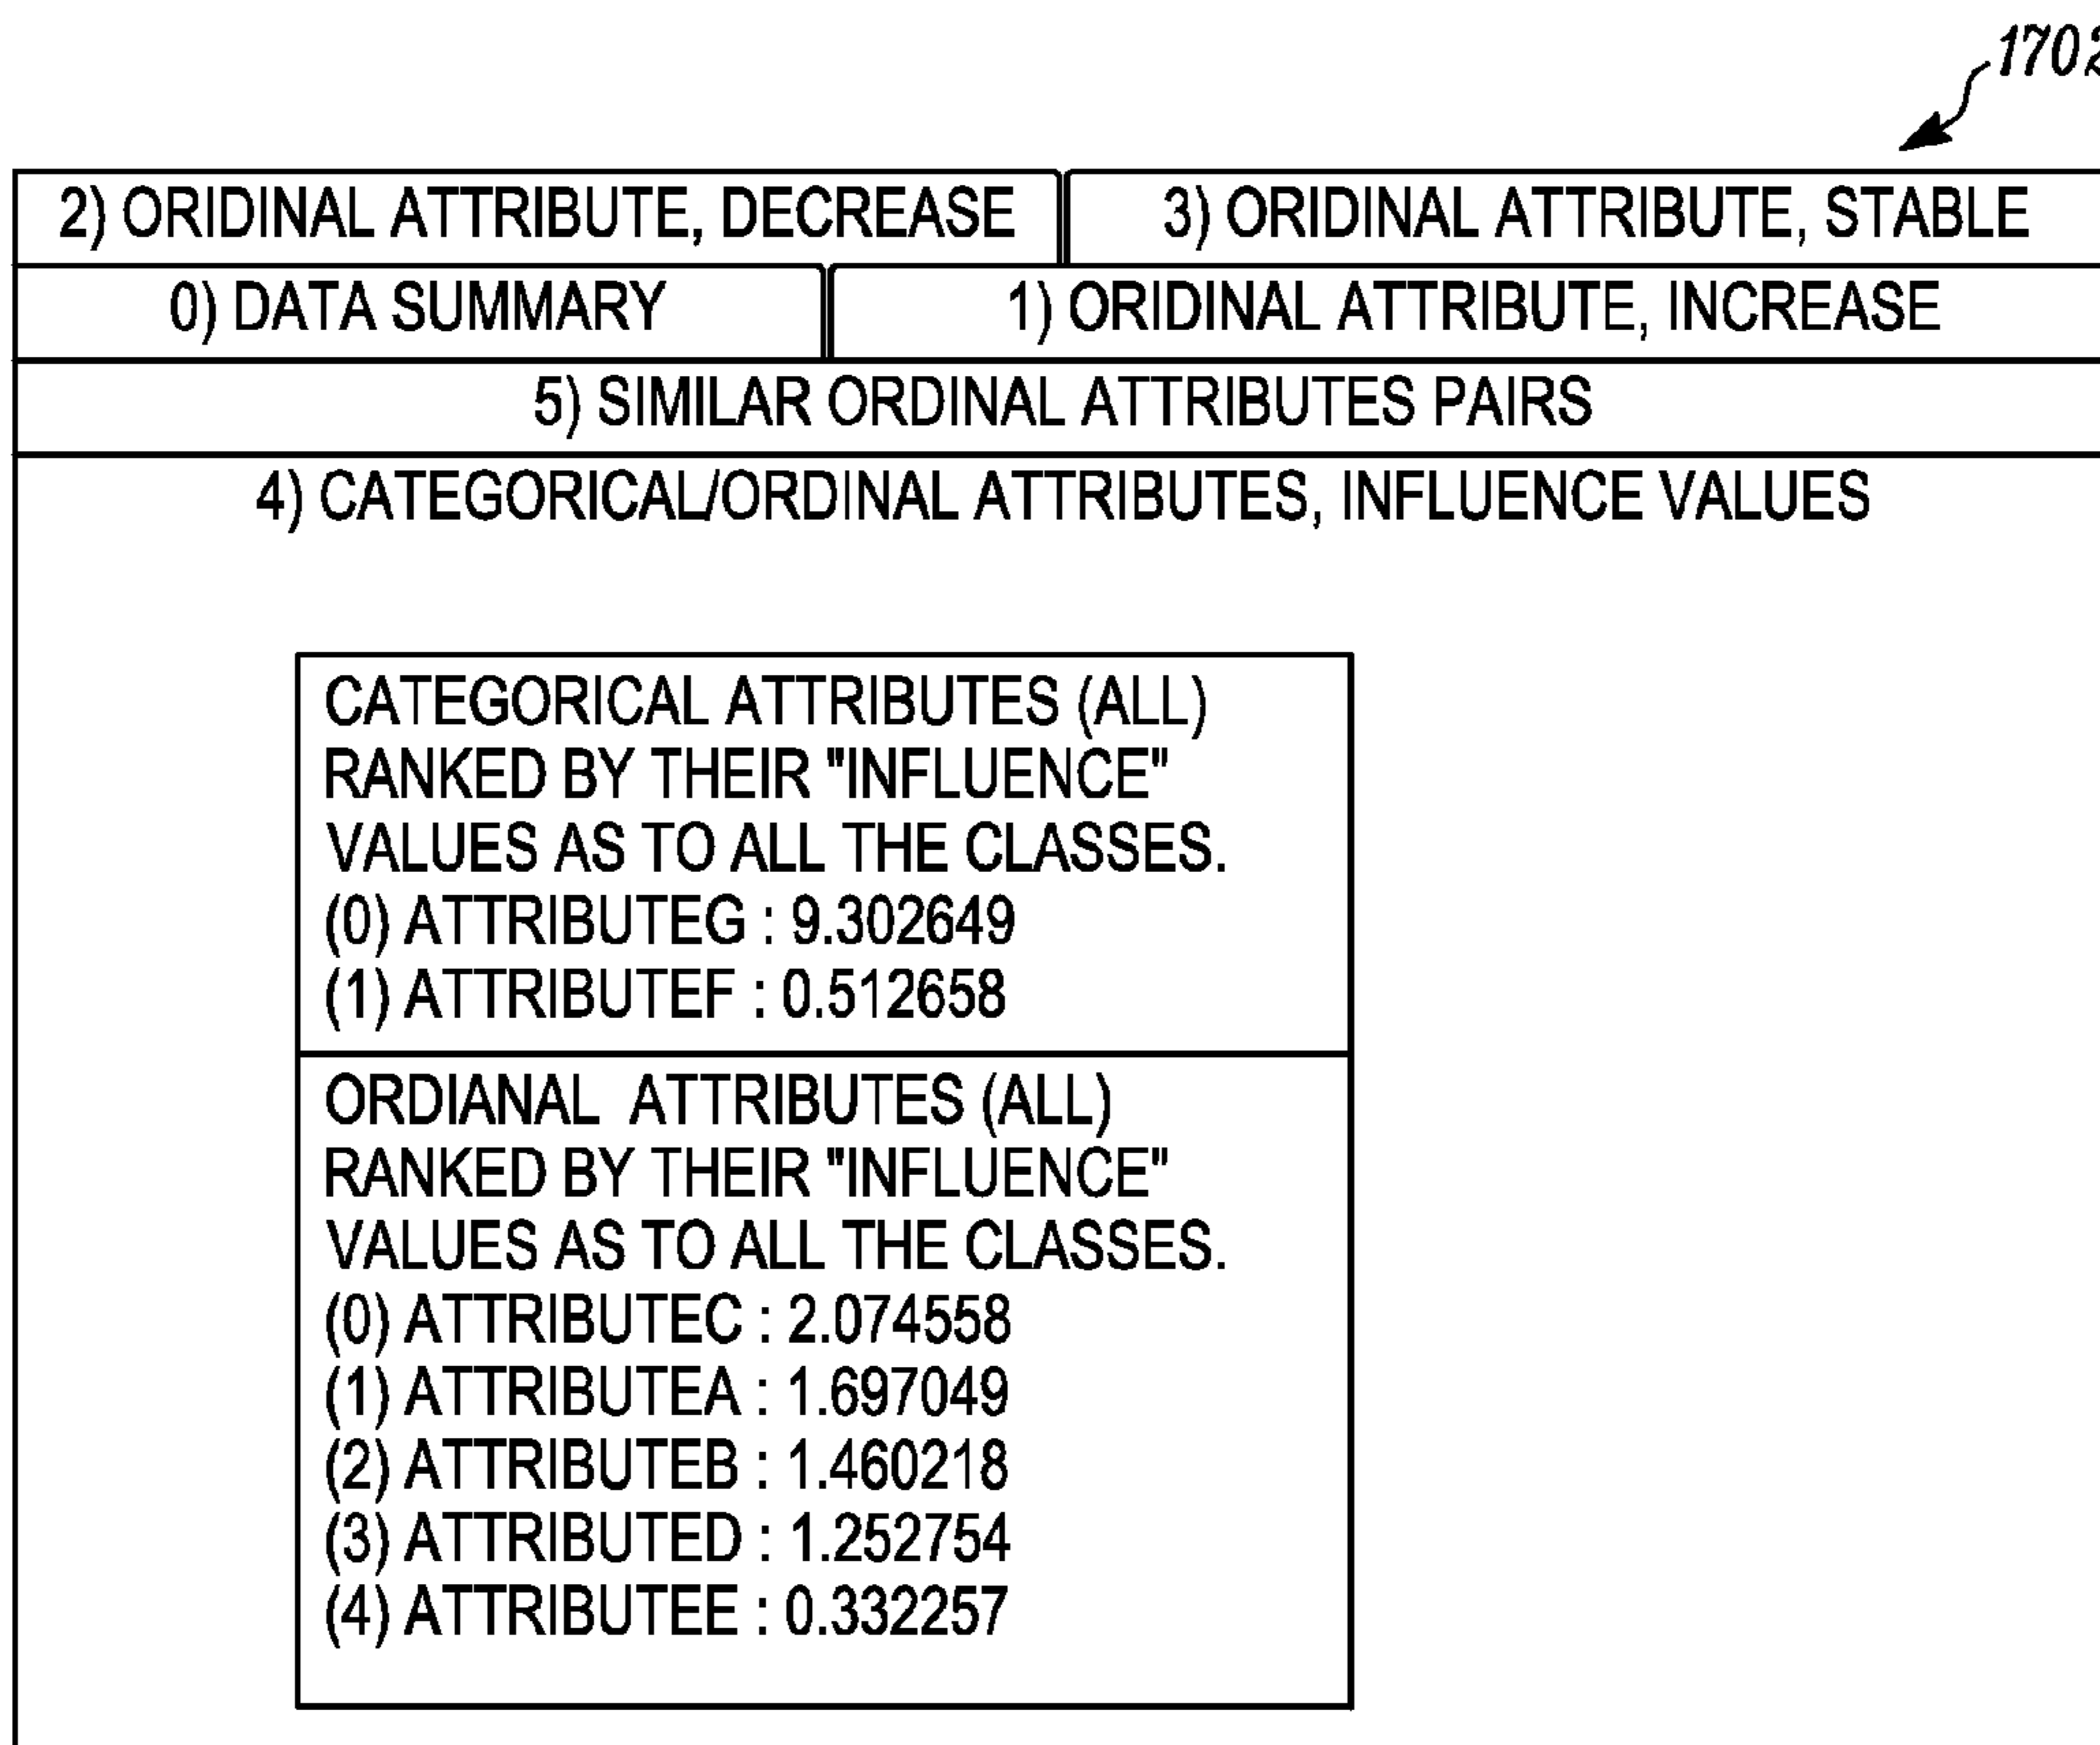 1702
2) ORIDINAL ATTRIBUTE, DECREASE 3) ORIDINAL ATTRIBUTE, STABLE
0) DATA SUMMARY 1) ORIDINAL ATTRIBUTE, INCREASE
5) SIMILAR ORDINAL ATTRIBUTES PAIRS
4) CATEGORICAL/ORDINAL ATTRIBUTES, INFLUENCE VALUES
CATEGORICAL ATTRIBUTES (ALL)
RANKED BY THEIR "INFLUENCE"
VALUES AS TO ALL THE CLASSES.
(0) ATTRIBUTEG : 9.302649
(1) ATTRIBUTEF : 0.512658
ORDIANAL ATTRIBUTES (ALL)
RANKED BY THEIR "INFLUENCE"
VALUES AS TO ALL THE CLASSES.
(0) ATTRIBUTEC : 2.074558
(1) ATTRIBUTEA : 1.697049
(2) ATTRIBUTEB : 1.460218
(3) ATTRIBUTED : 1.252754
(4) ATTRIBUTEE : 0.332257